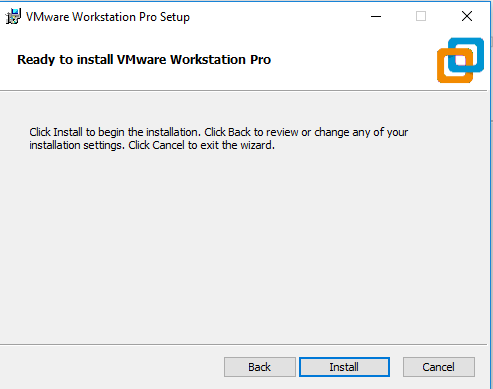 VMware Workstation Pro Setup
Ready to install VMware Workstation Pro
Click Install to begin the installation. Click Back to review or change any of your
installation settings. Click Cancel to exit the wizard.
Back Install Cancel